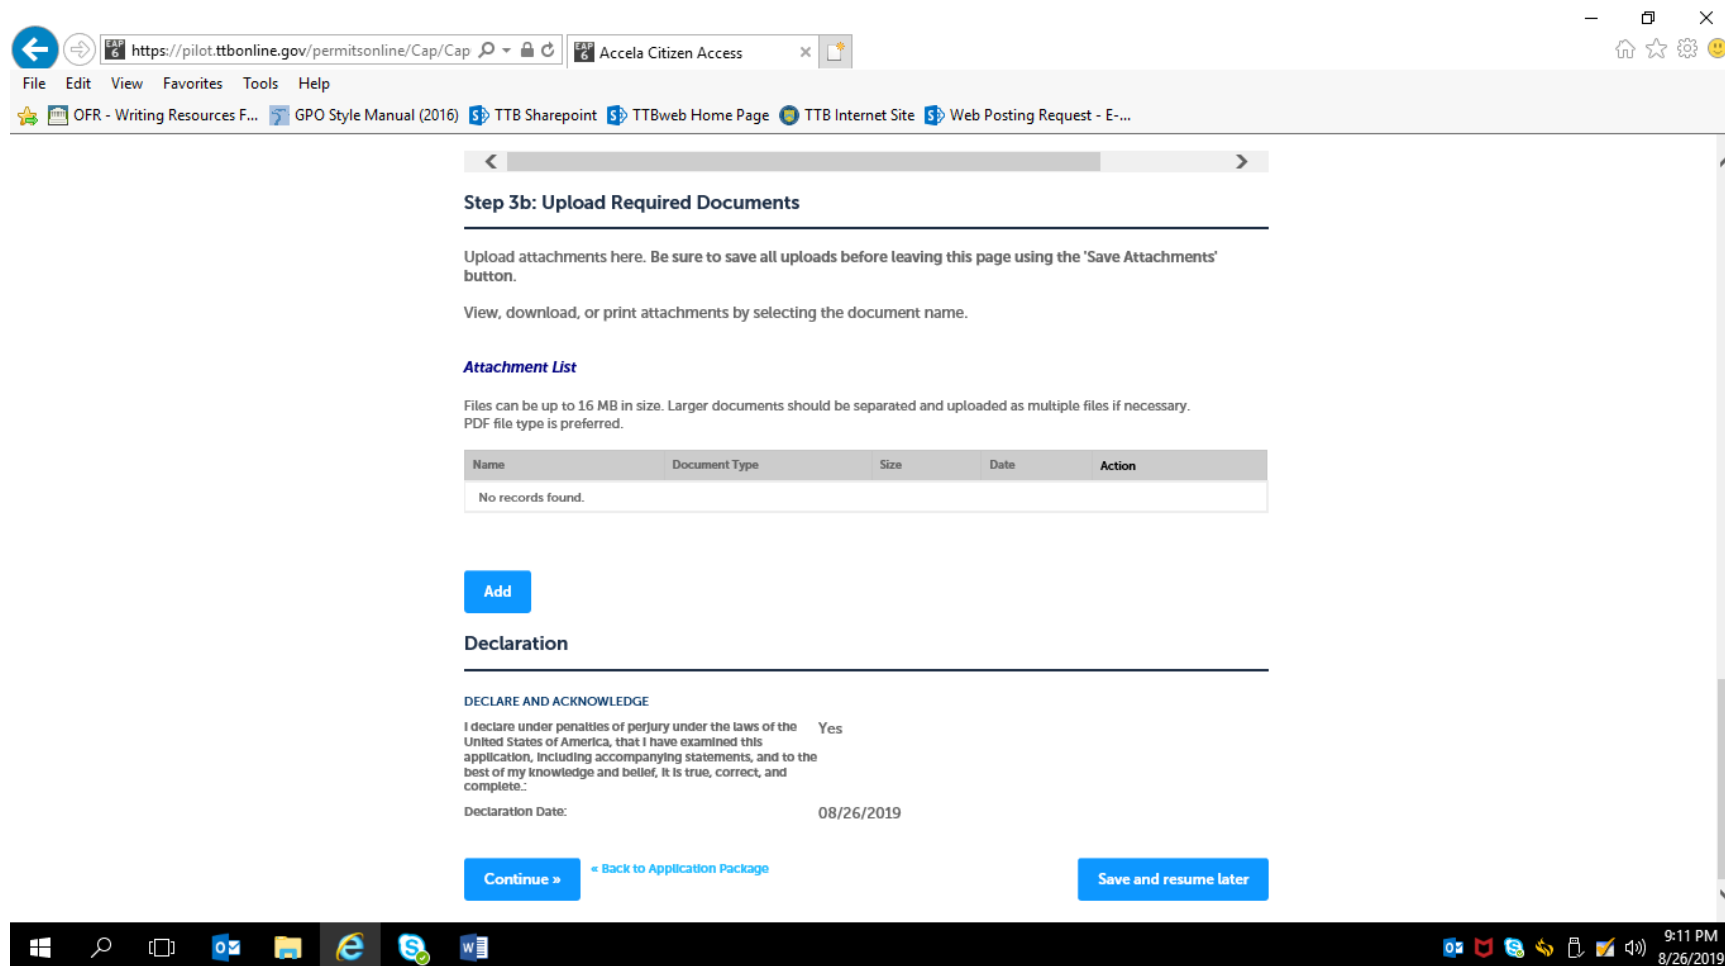 https://pilot.ttbonline.gov/permitsonline/Cap/Cap
EAP 6 Accela Citizen Access
File Edit View Favorites Tools Help
OFR - Writing Resources F... GPO Style Manual (2016) TTB Sharepoint TTBweb Home Page TTB Internet Site Web Posting Request - E-...
Step 3b: Upload Required Documents
Upload attachments here. Be sure to save all uploads before leaving this page using the 'Save Attachments'
button.
View, download, or print attachments by selecting the document name.
Attachment List
Files can be up to 16 MB in size. Larger documents should be separated and uploaded as multiple files if necessary.
PDF file type is preferred.
Name Document Type Size Date Action
No records found.
Add
Declaration
DECLARE AND ACKNOWLEDGE
I declare under penalties of perjury under the laws of the Yes
United States of America, that I have examined this
application, including accompanying statements, and to the
best of my knowledge and belief, it is true, correct, and
complete.:
Declaration Date: 08/26/2019
Continue » « Back to Application Package Save and resume later
9:11 PM
8/26/2019